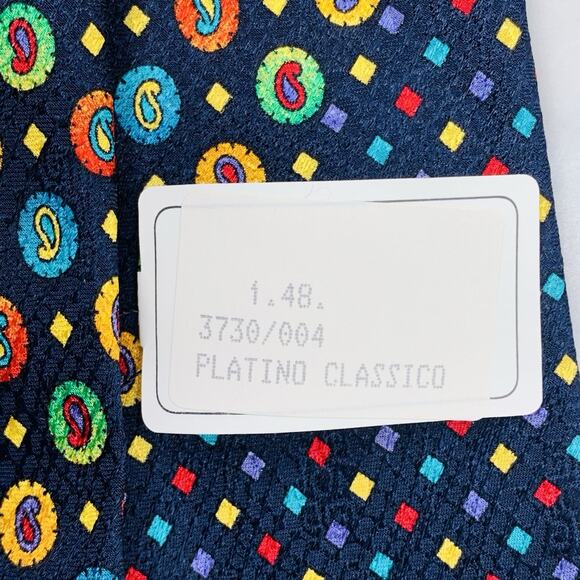 1.48.
3730/004
PLATINO CLASSICO